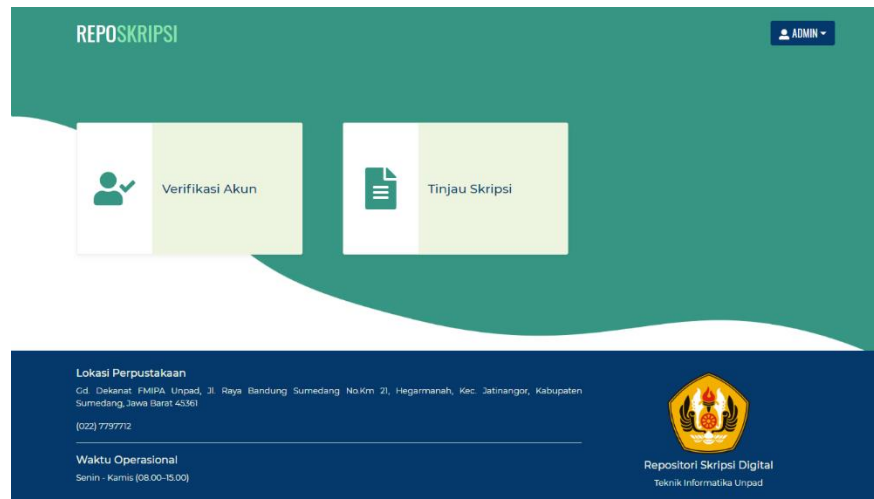 REPOSKRIPSI
ADMIN
Verifikasi Akun
Tinjau Skripsi
Lokasi Perpustakaan
Gd. Dekanat FMIPA Unpad, Jl. Raya Bandung Sumedang No.Km 21, Hegarmanah, Kec. Jatinangor, Kabupaten
Sumedang, Jawa Barat 45361
(022) 7797712
Waktu Operasional
Senin - Kamis (08.00-15.00)
Repositori Skripsi Digital
Teknik Informatika Unpad